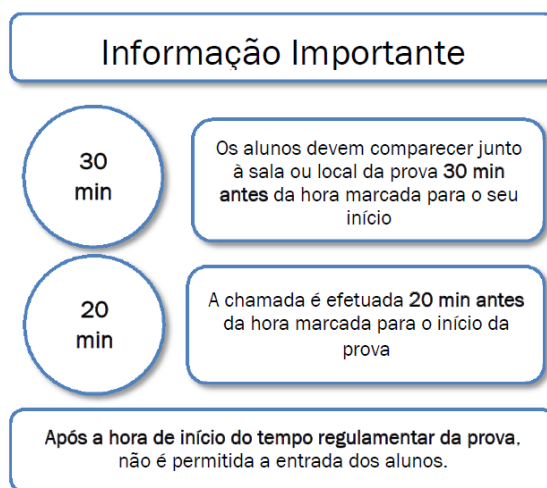 Informação Importante
30
min
Os alunos devem comparecer junto
à sala ou local da prova 30 min
antes da hora marcada para o seu
início
20
min
A chamada é efetuada 20 min antes
da hora marcada para o início da
prova
Após a hora de início do tempo regulamentar da prova,
não é permitida a entrada dos alunos.